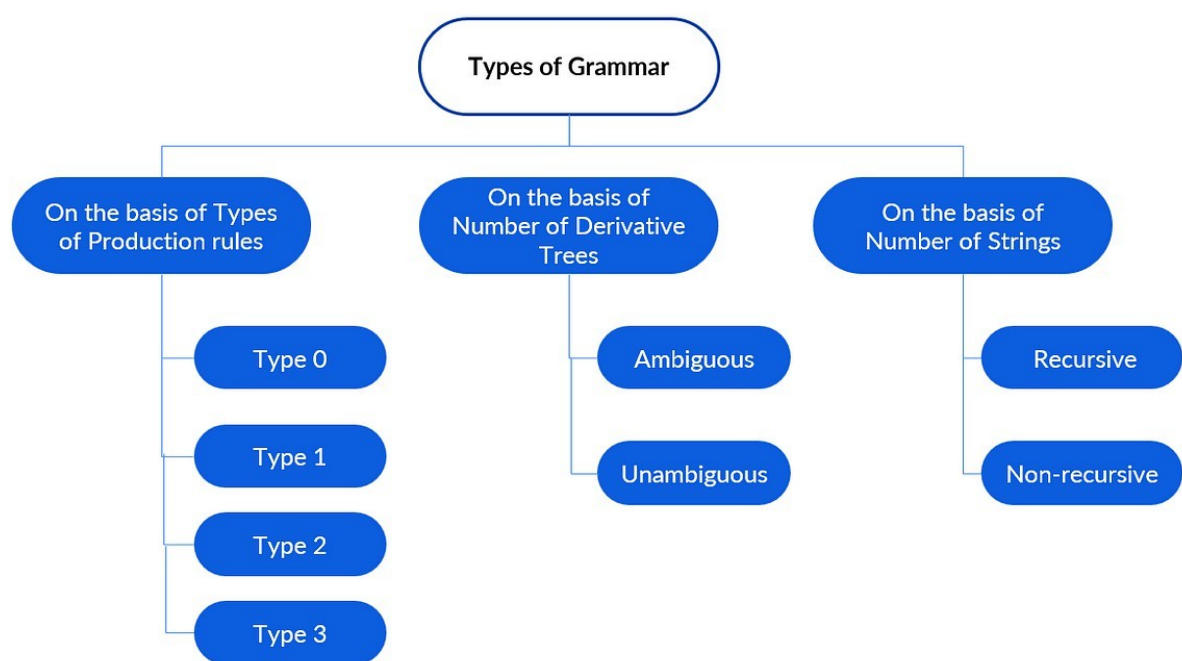 Types of Grammar
On the basis of Types
of Production rules
On the basis of
Number of Derivative
Trees
On the basis of
Number of Strings
Type 0
Type 1
Type 2
Type 3
Ambiguous
Unambiguous
Recursive
Non-recursive